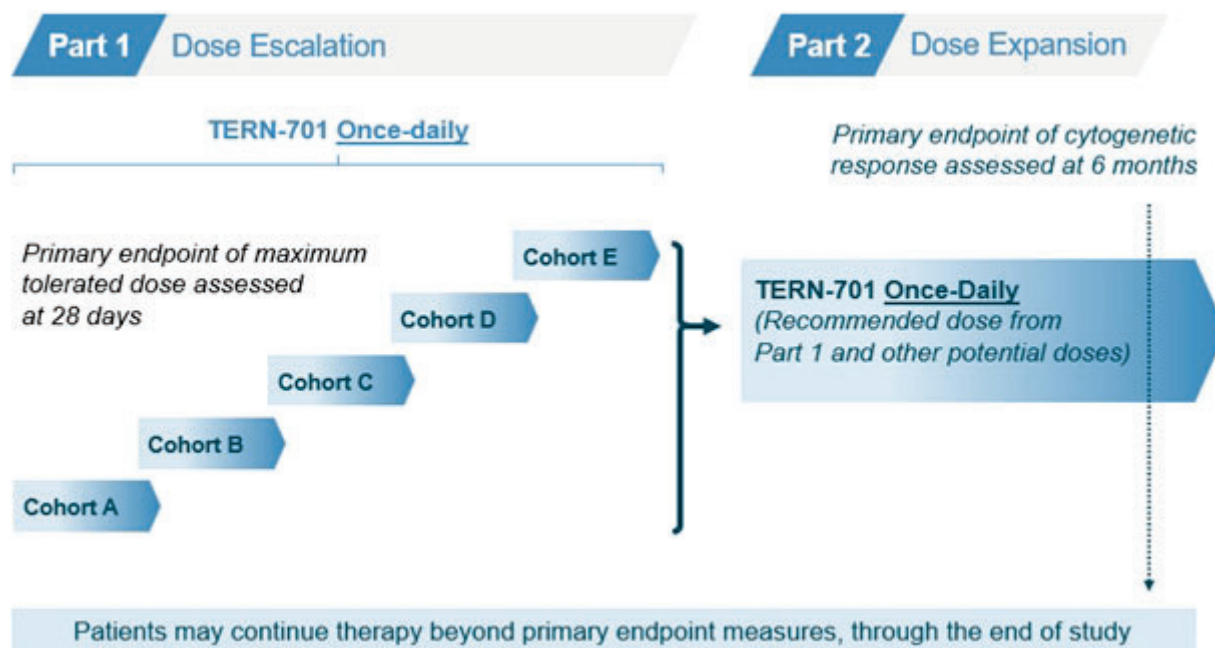 Part 1 Dose Escalation
Part 2 Dose Expansion
TERN-701 Once-daily
Primary endpoint of cytogenetic
response assessed at 6 months
Primary endpoint of maximum
tolerated dose assessed
at 28 days
Cohort E
Cohort D
Cohort C
Cohort B
Cohort A
TERN-701 Once-Daily
(Recommended dose from
Part 1 and other potential doses)
Patients may continue therapy beyond primary endpoint measures, through the end of study